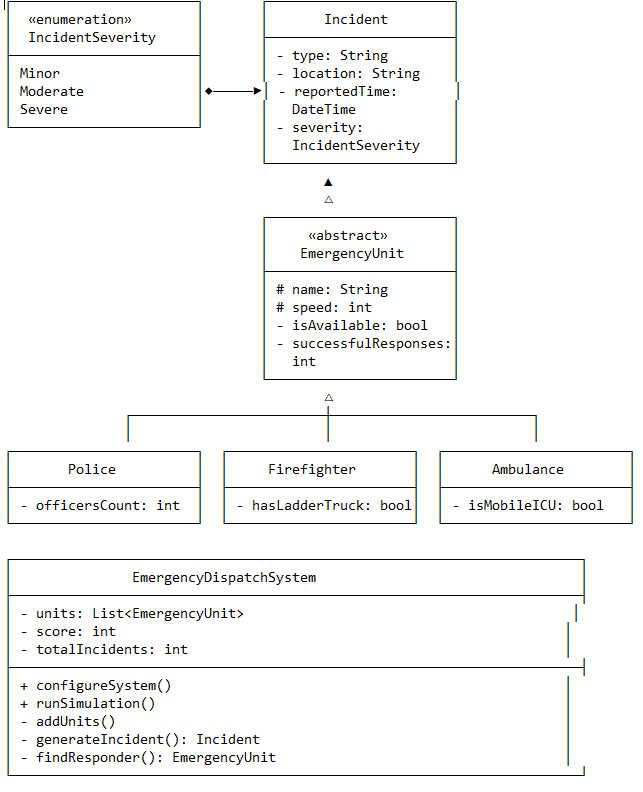 «enumeration»
IncidentSeverity
Minor
Moderate
Severe
Incident
- type: String
- location: String
- reportedTime:
DateTime
- severity:
IncidentSeverity
«abstract»
EmergencyUnit
# name: String
# speed: int
- isAvailable: bool
- successfulResponses:
int
Police
- officersCount: int
Firefighter
- hasLadderTruck: bool
Ambulance
- isMobileICU: bool
EmergencyDispatchSystem
- units: List<EmergencyUnit>
- score: int
- totalIncidents: int
+ configureSystem()
+ runSimulation()
- addUnits()
- generateIncident(): Incident
- findResponder(): EmergencyUnit